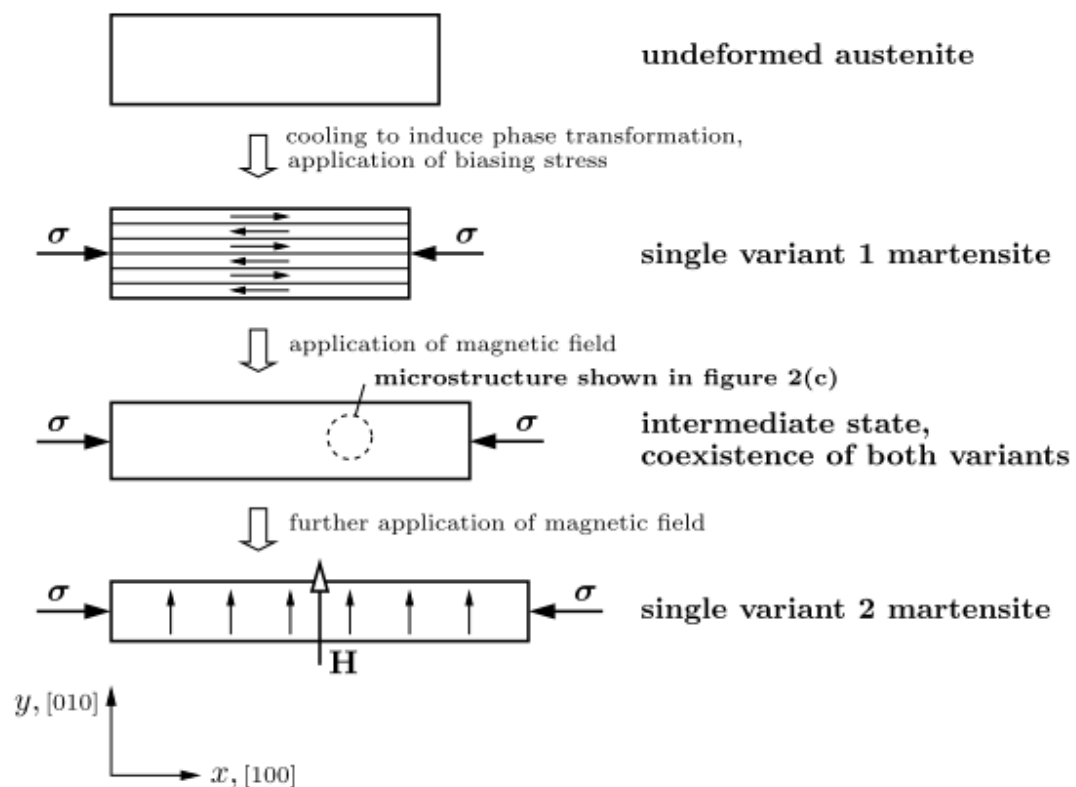 undeformed austenite
cooling to induce phase transformation,
application of biasing stress
σ
σ
single variant 1 martensite
application of magnetic field
microstructure shown in figure 2(c)
σ
σ
intermediate state,
coexistence of both variants
further application of magnetic field
σ
σ
single variant 2 martensite
H
y, [010]
x, [100]